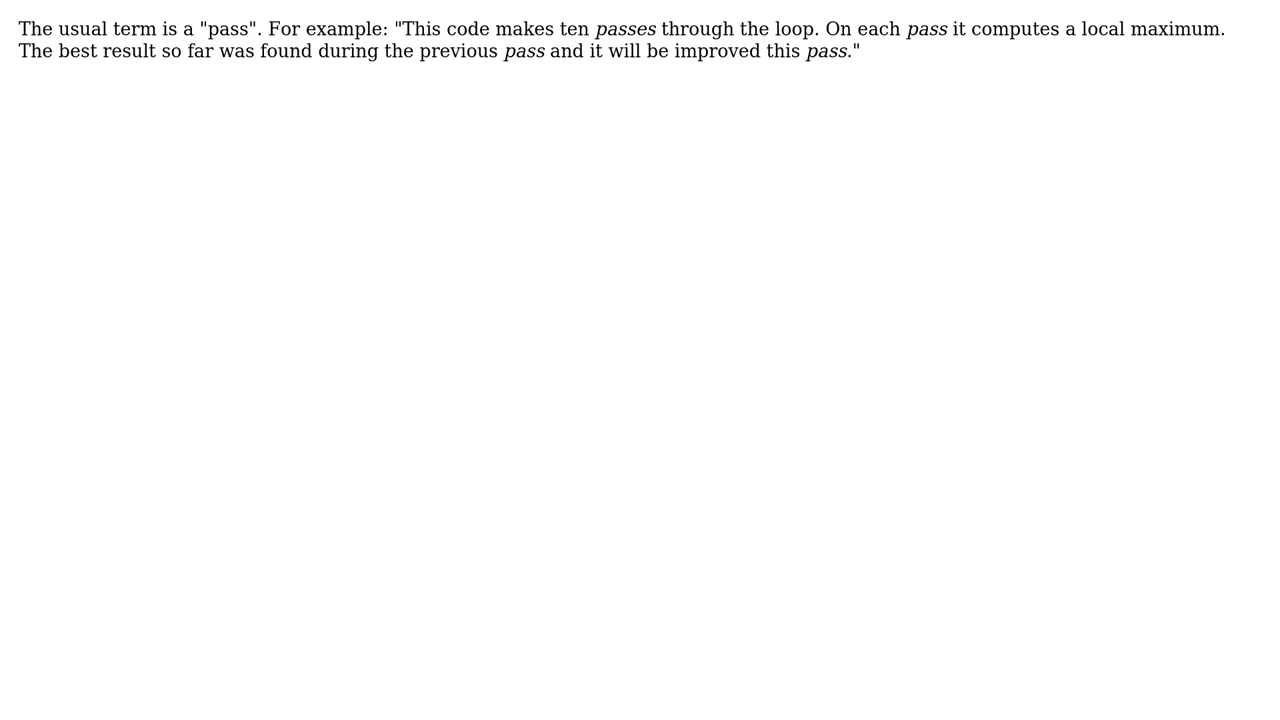 The usual term is a "pass". For example: "This code makes ten passes through the loop. On each pass it computes a local maximum.
The best result so far was found during the previous pass and it will be improved this pass."